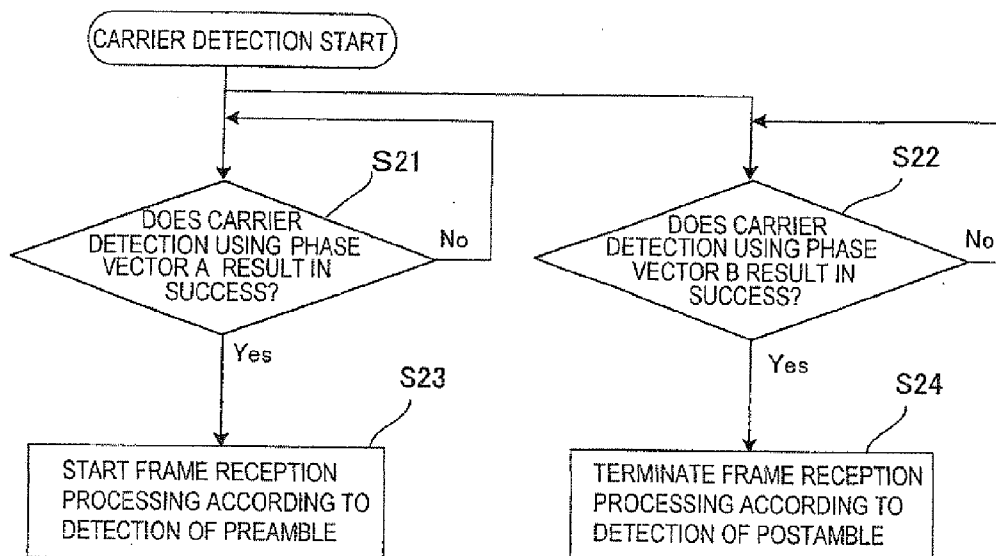 CARRIER DETECTION START
S21
DOES CARRIER
DETECTION USING PHASE
VECTOR A RESULT IN
SUCCESS?
No
Yes
S23
START FRAME RECEPTION
PROCESSING ACCORDING TO
DETECTION OF PREAMBLE
S22
DOES CARRIER
DETECTION USING PHASE
VECTOR B RESULT IN
SUCCESS?
No
Yes
S24
TERMINATE FRAME RECEPTION
PROCESSING ACCORDING TO
DETECTION OF POSTAMBLE